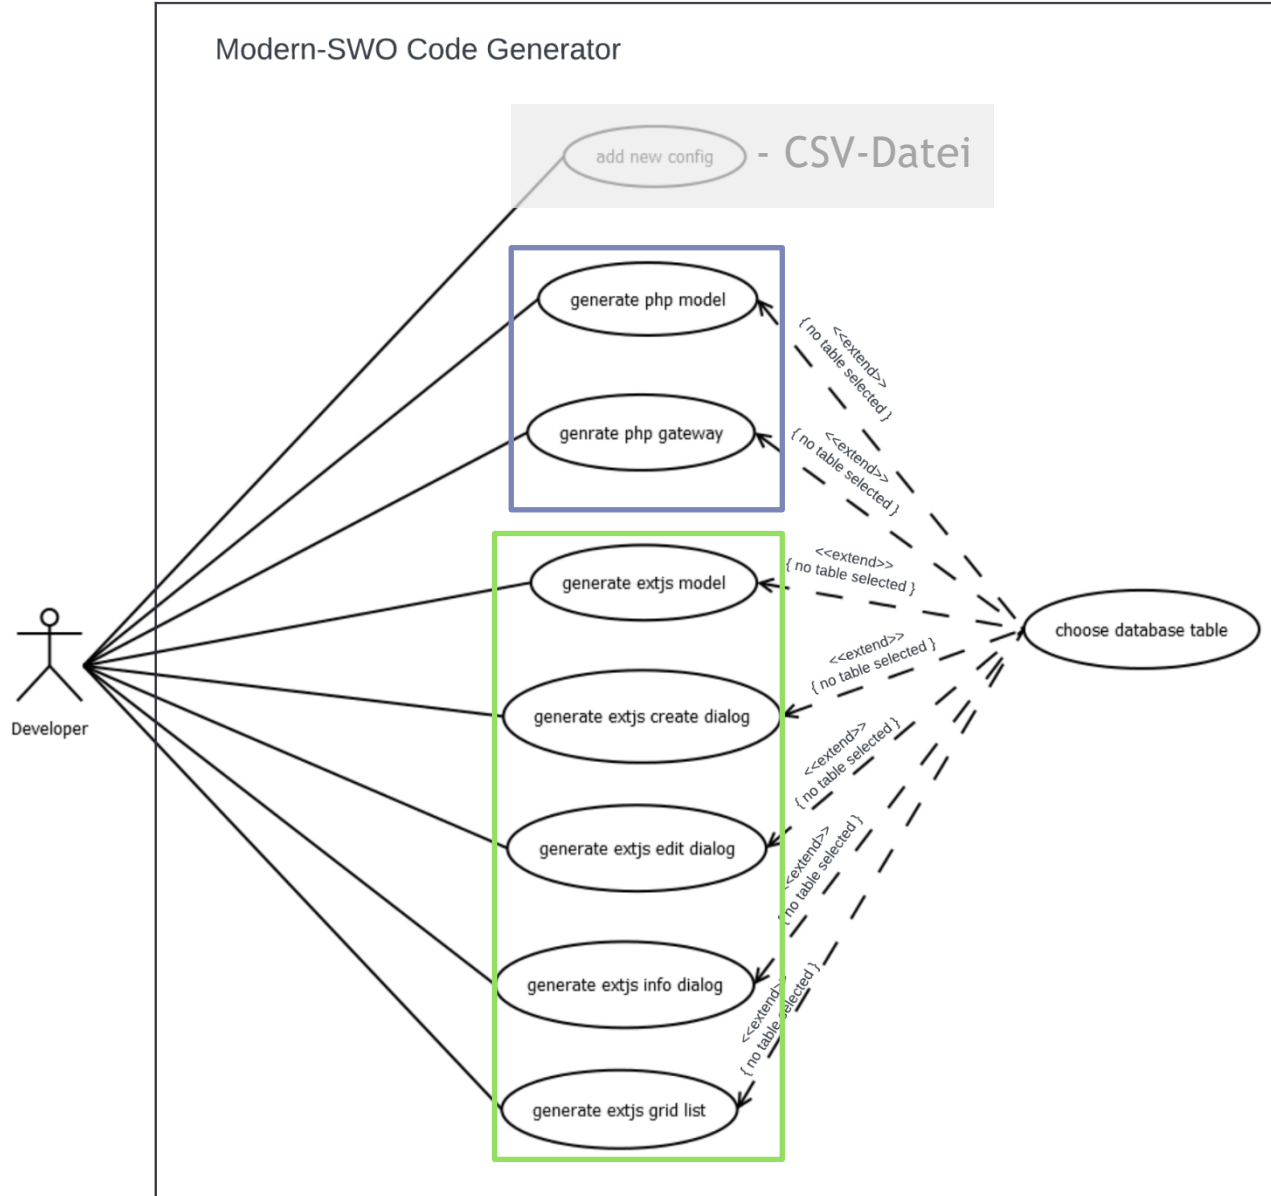 Modern-SWO Code Generator
add new config - CSV-Datei
generate php model
<<extend>>
{ no table selected }
genrate php gateway
<<extend>>
{ no table selected }
generate extjs model
<<extend>>
{ no table selected }
choose database table
generate extjs create dialog
<<extend>>
{ no table selected }
Developer
generate extjs edit dialog
<<extend>>
{ no table selected }
generate extjs info dialog
<<extend>>
{ no table selected }
generate extjs grid list
<<extend>>
{ no table selected }